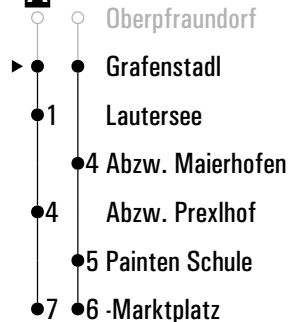 Oberpfraundorf
Grafenstadl
1 Lautersee
4 Abzw. Maierhofen
4 Abzw. Prexlhof
5 Painten Schule
7 6 -Marktplatz